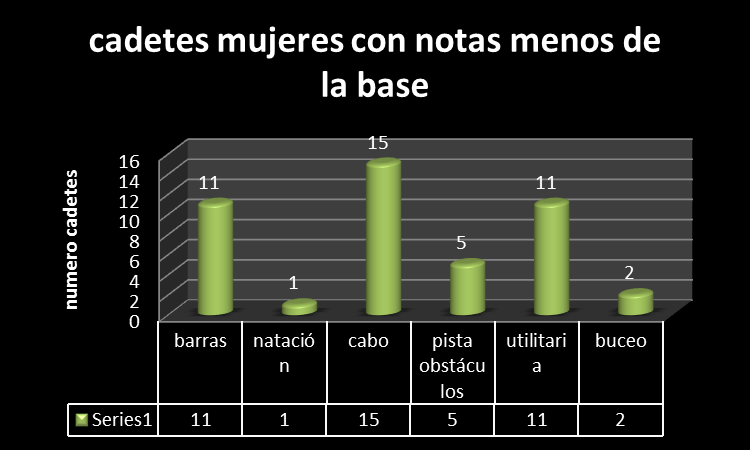 cadetes mujeres con notas menos de
la base
numero cadetes
16
14
12
10
8
6
4
2
0
11
1
15
5
11
2
barras
natació
n
cabo
pista
obstácu
los
utilitari
a
buceo
Series1 11 1 15 5 11 2